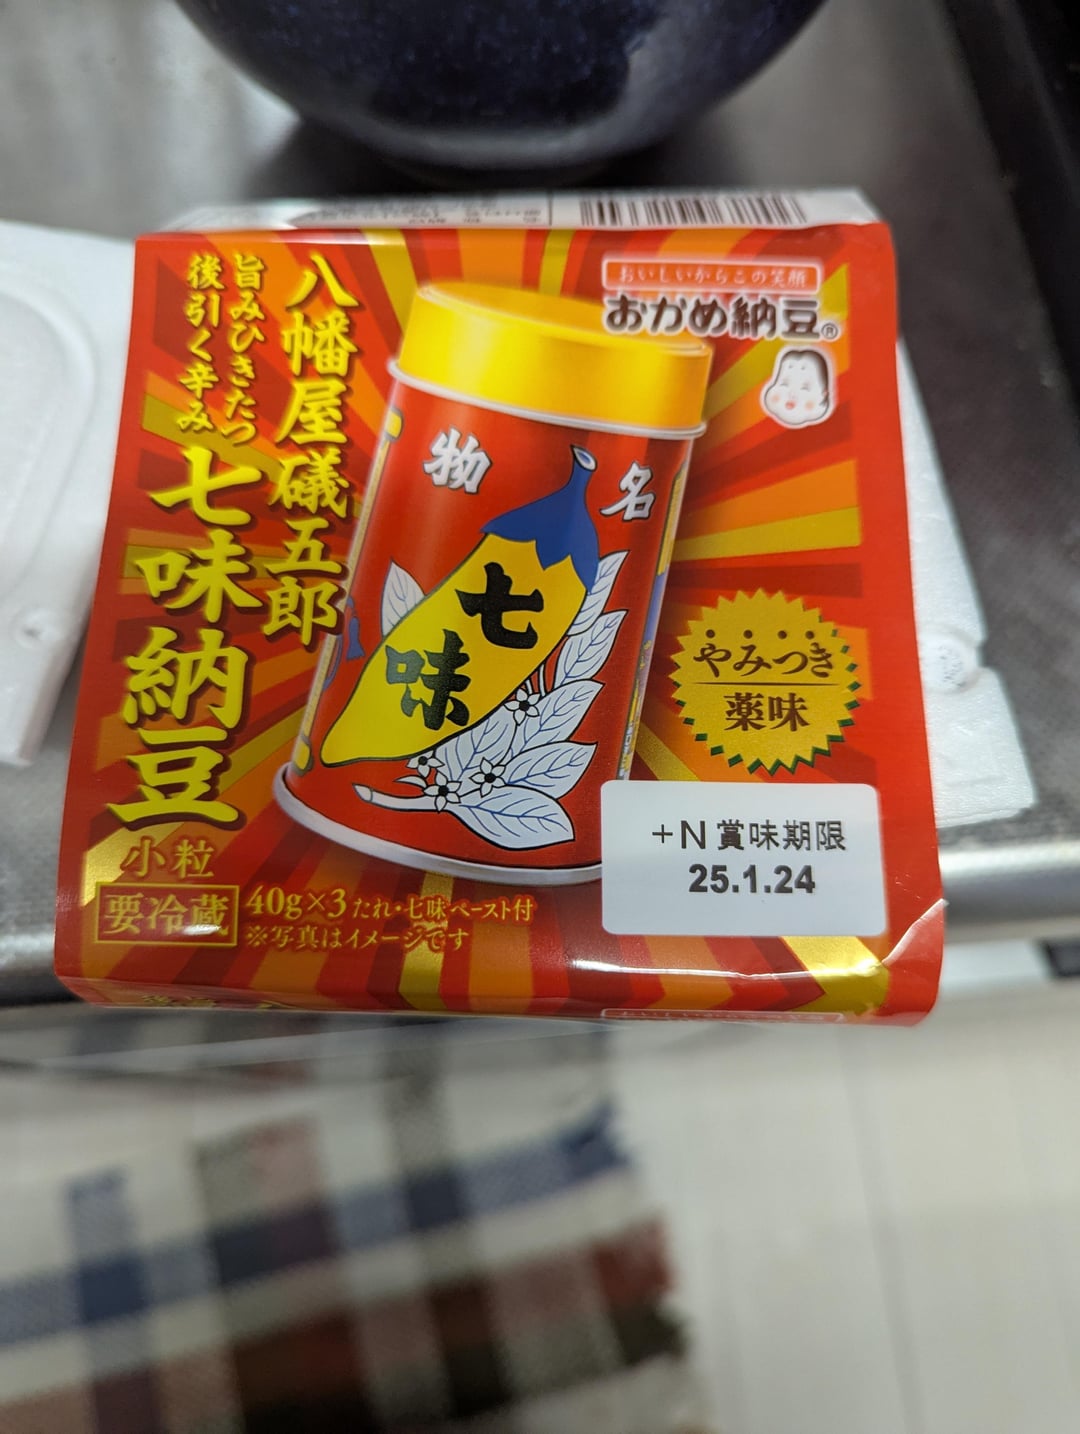 おいしいからこの笑顔
おかめ納豆®
八幡屋礒五郎
旨みひきたつ
後引く辛み
七味納豆
小粒
要冷蔵
40g×3 たれ・七味ペースト付
※写真はイメージです
名物
七味
やみつき
薬味
+N 賞味期限
25.1.24